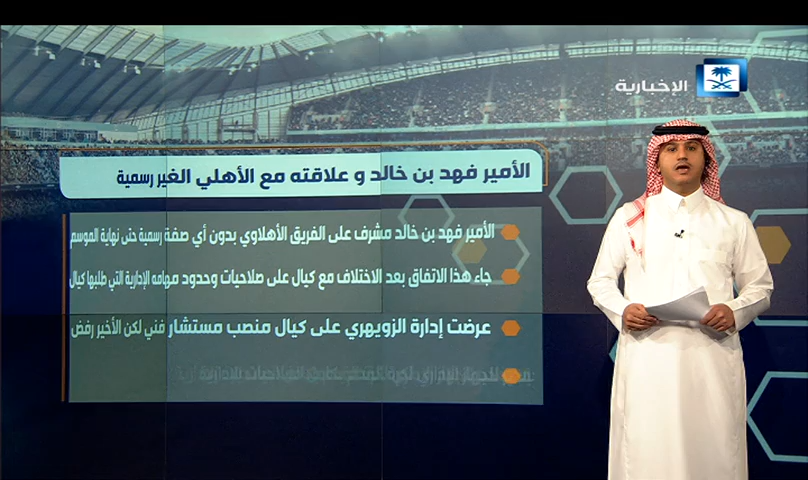 الإخبارية
الأمير فهد بن خالد و علاقته مع الأهلي الغير رسمية
الأمير فهد بن خالد مشرف على الفريق الأهلاوي بدون أي صفة رسمية حتى نهاية الموسم
جاء هذا الاتفاق بعد الاختلاف مع كيال على صلاحيات وحدود مهامه الإدارية التي طلبها كيال
عرضت إدارة الزويهري على كيال منصب مستشار فني لكن الأخير رفض